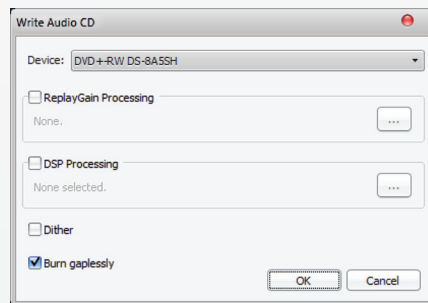 Write Audio CD
Device: DVD+-RW DS-8A5SH
ReplayGain Processing
None.
...
DSP Processing
None selected.
...
Dither
Burn gaplessly
OK Cancel